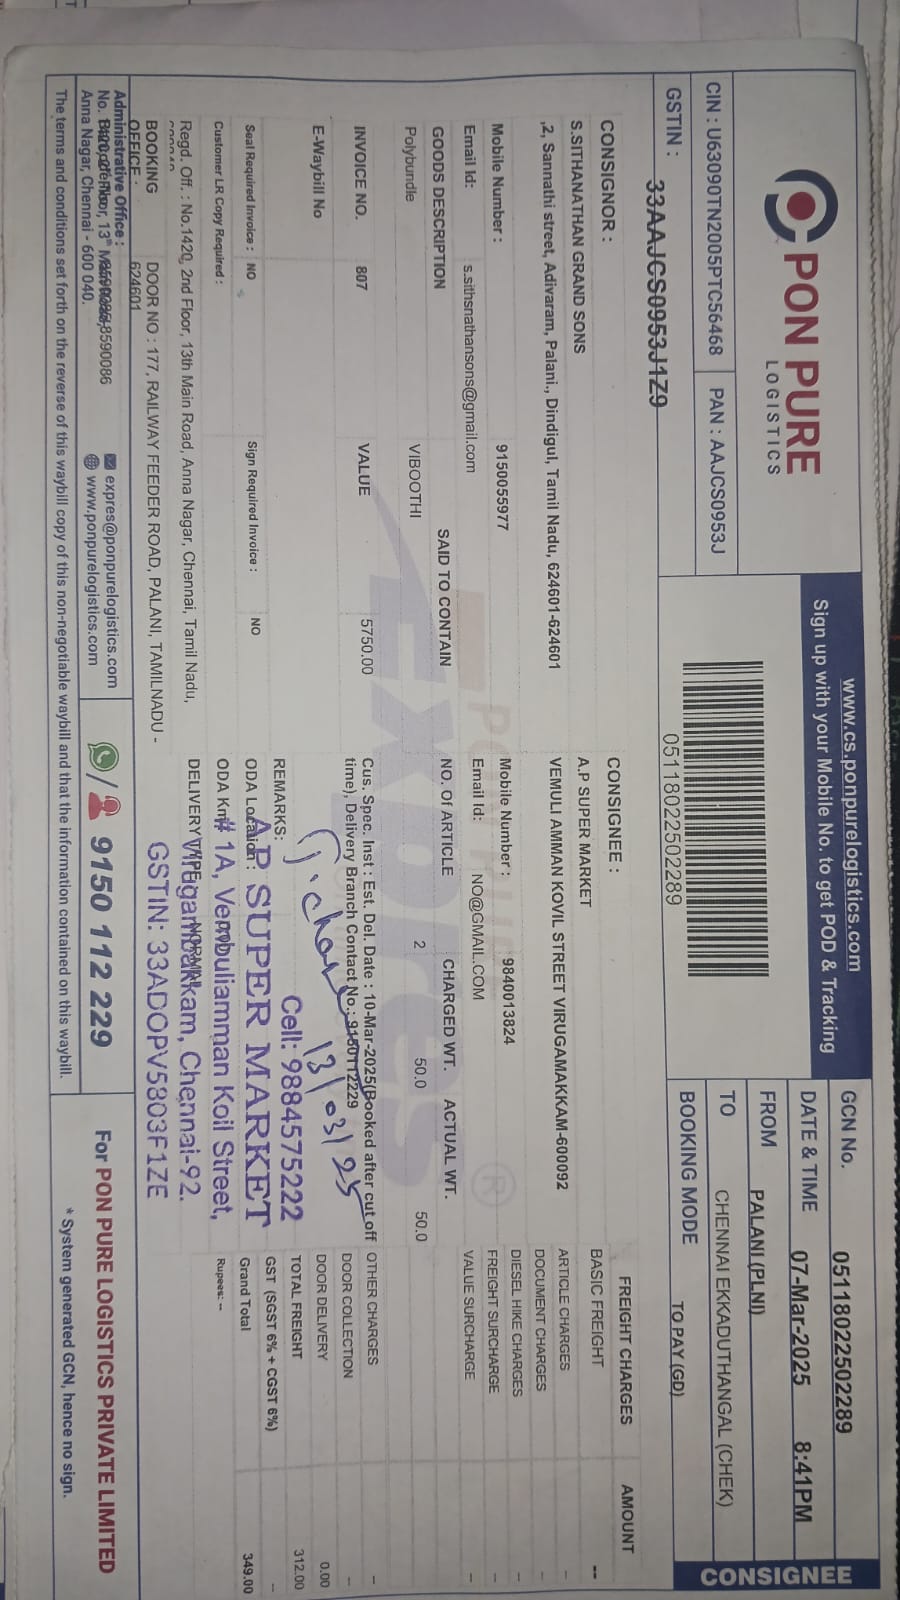 PON PURE
LOGISTICS
CIN : U63090TN2005PTC56468
PAN : AAJCS0953J
GSTIN : 33AAJCS0953J1Z9
www.cs.ponpurelogistics.com
Sign up with your Mobile No. to get POD & Tracking
05118022502289
GCN No. 05118022502289
DATE & TIME 07-Mar-2025 8:41PM
FROM PALANI (PLNI)
TO CHENNAI EKKADUTHANGAL (CHEK)
BOOKING MODE TO PAY (GD)
CONSIGNEE
CONSIGNOR :
S.SITHANATHAN GRAND SONS
,2, Sannathi street, Adivaram, Palani., Dindigul, Tamil Nadu, 624601-624601
Mobile Number : 9150055977
Email Id: s.sithsnathansons@gmail.com
CONSIGNEE :
A.P SUPER MARKET
VEMULI AMMAN KOVIL STREET VIRUGAMAKKAM-600092
Mobile Number : 9840013824
Email Id: NO@GMAIL.COM
GOODS DESCRIPTION SAID TO CONTAIN NO. Of ARTICLE CHARGED WT. ACTUAL WT.
Polybundle VIBOOTHI 2 50.0 50.0
INVOICE NO. 807 VALUE 5750.00
E-Waybill No
Cus. Spec. Inst : Est. Del. Date : 10-Mar-2025(Booked after cut off
time), Delivery Branch Contact No.: 9150112229
Seal Required Invoice : NO Sign Required Invoice : NO
Customer LR Copy Required :
REMARKS:
ODA Location :
ODA Km
DELIVERY TYPE NORMAL
13/03/25
Cell: 9884575222
A.P SUPER MARKET
# 1A, Vembuliamman Koil Street,
Virugambakkam, Chennai-92.
GSTIN: 33ADOPV5803F1ZE
FREIGHT CHARGES AMOUNT
BASIC FREIGHT --
ARTICLE CHARGES --
DOCUMENT CHARGES --
DIESEL HIKE CHARGES --
FREIGHT SURCHARGE --
VALUE SURCHARGE --
OTHER CHARGES --
DOOR COLLECTION --
DOOR DELIVERY 0.00
TOTAL FREIGHT 312.00
GST (SGST 6% + CGST 6%) --
Grand Total 349.00
Rupees: --
Regd. Off. : No.1420, 2nd Floor, 13th Main Road, Anna Nagar, Chennai, Tamil Nadu,
BOOKING OFFICE : DOOR NO : 177, RAILWAY FEEDER ROAD, PALANI, TAMILNADU - 624601
Administrative Office :
No. 1420, 2nd Floor, 13th Main Road,
Anna Nagar, Chennai - 600 040.
expres@ponpurelogistics.com
www.ponpurelogistics.com
/ 9150 112 229
For PON PURE LOGISTICS PRIVATE LIMITED
The terms and conditions set forth on the reverse of this waybill copy of this non-negotiable waybill and that the information contained on this waybill.
* System generated GCN, hence no sign.